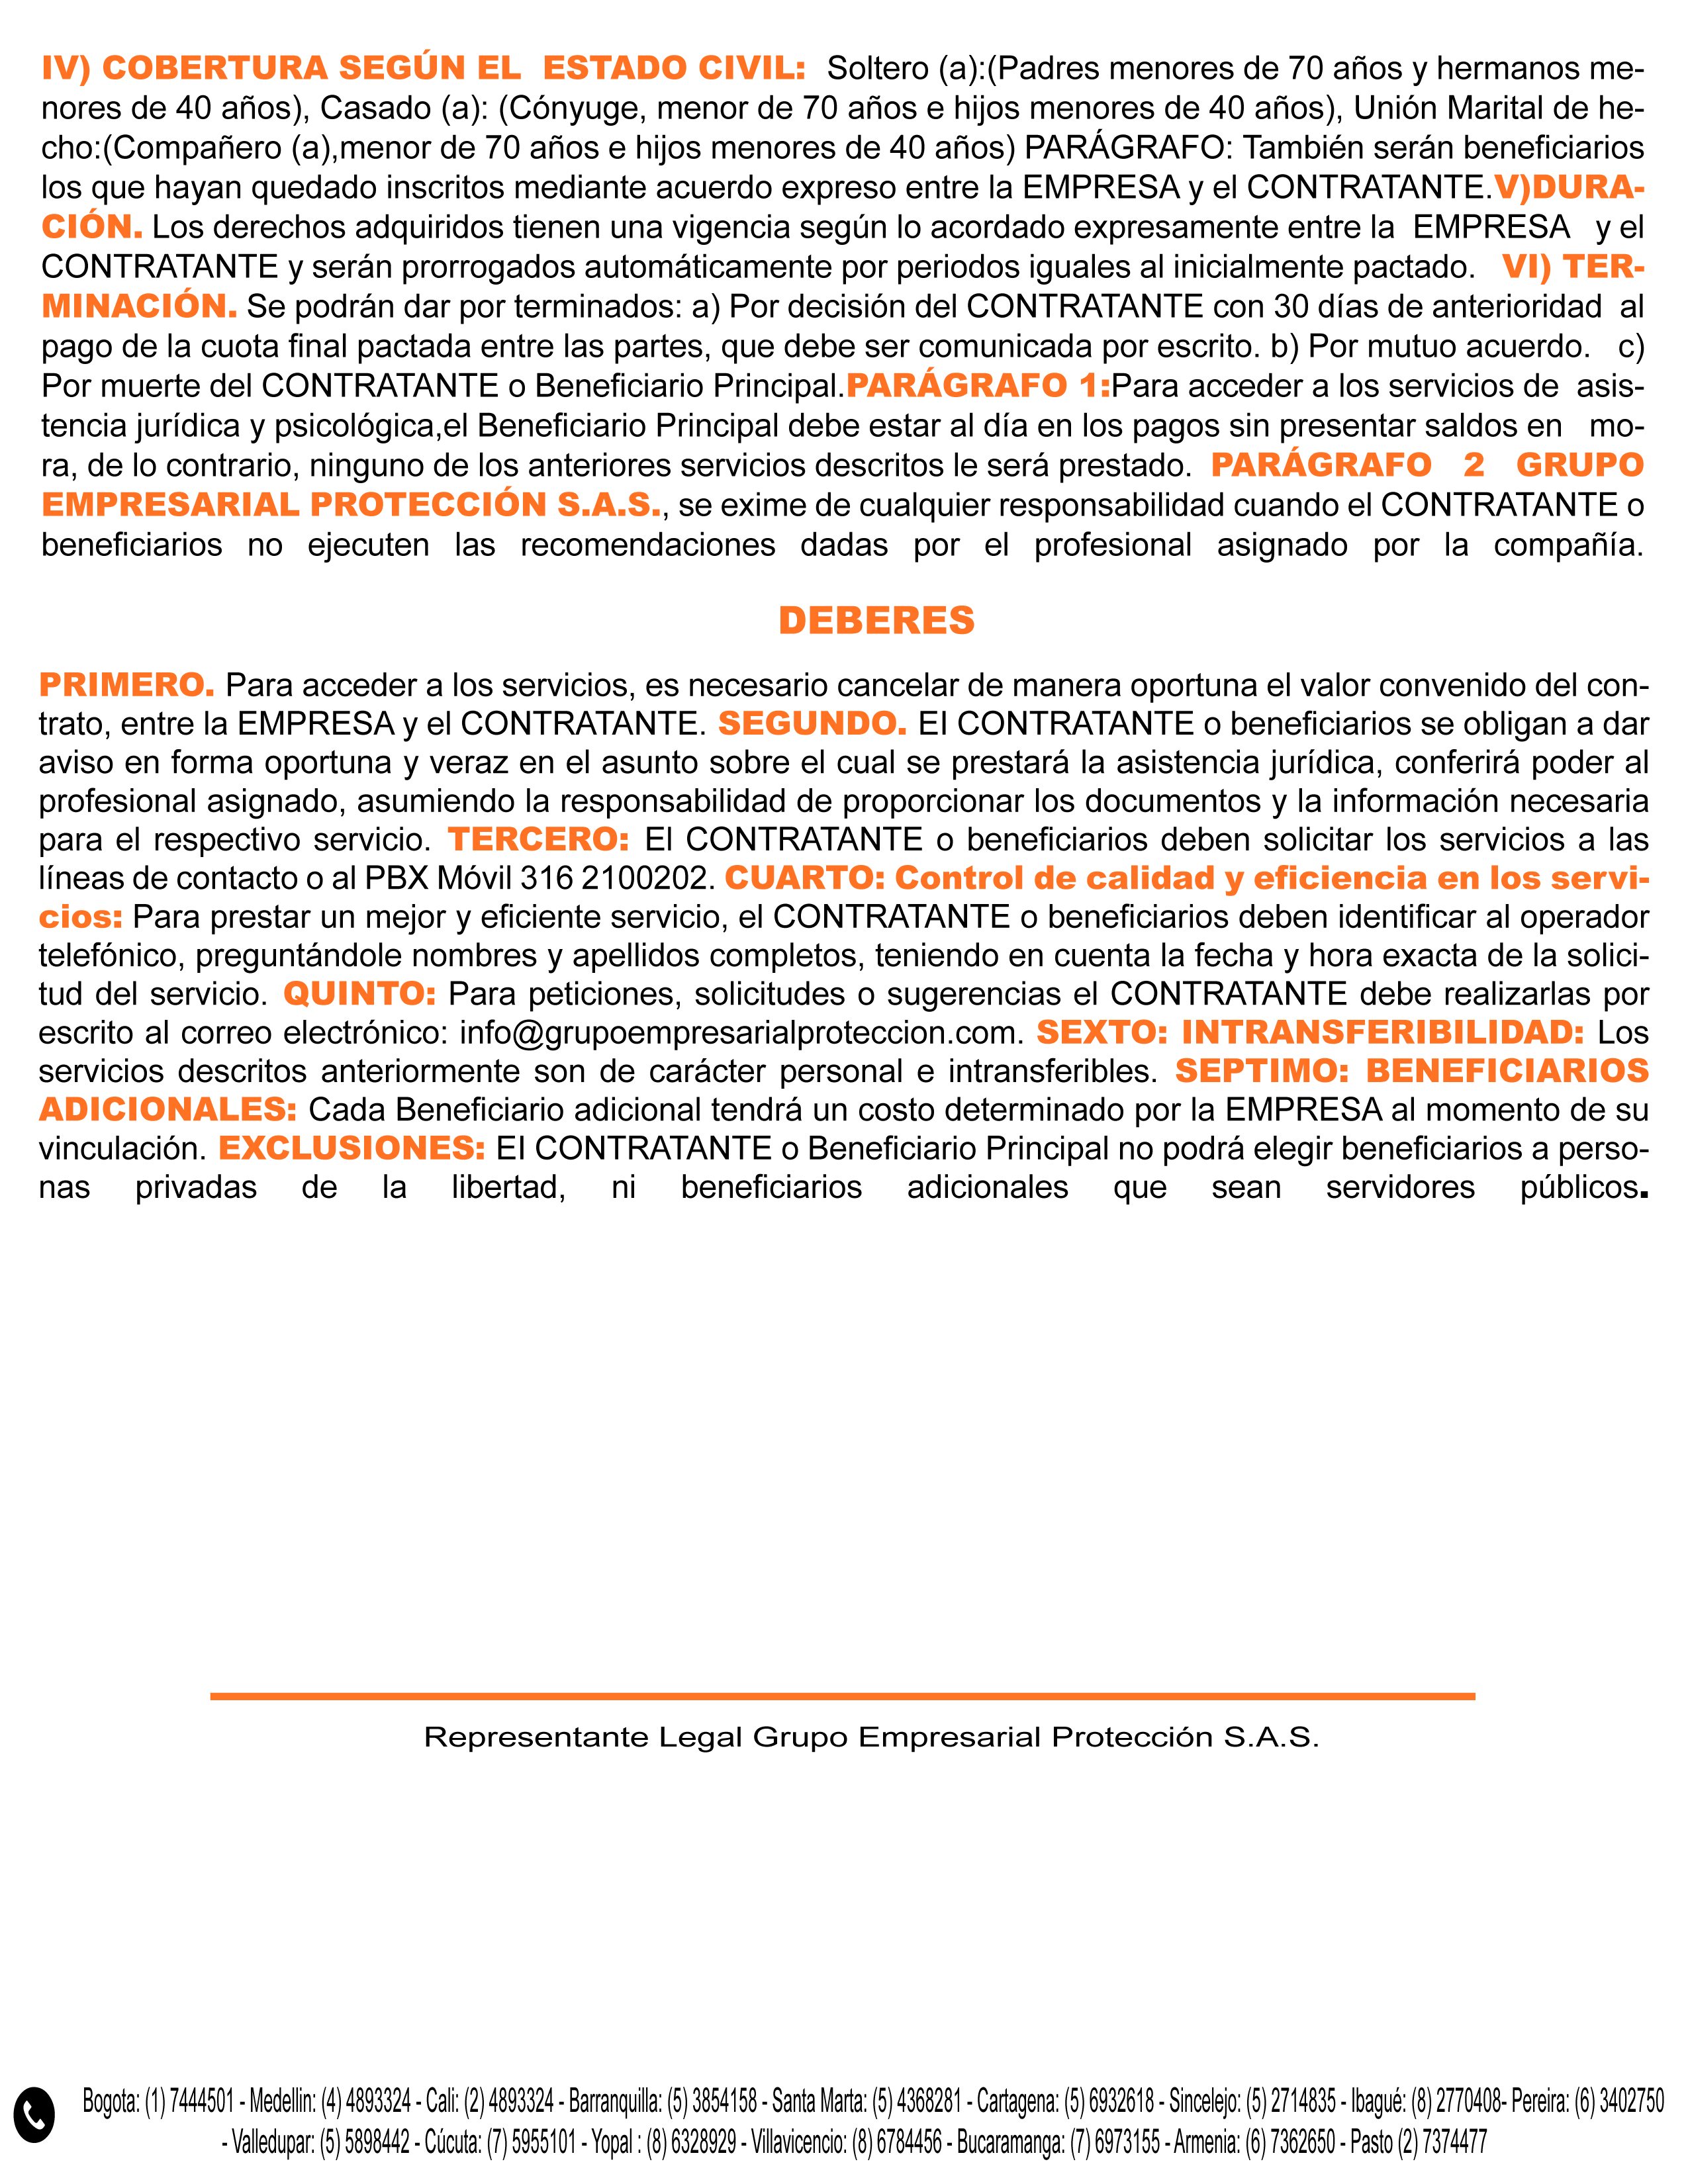 IV) COBERTURA SEGÚN EL ESTADO CIVIL: Soltero (a):(Padres menores de 70 años y hermanos me-
nores de 40 años), Casado (a): (Cónyuge, menor de 70 años e hijos menores de 40 años), Unión Marital de he-
cho:(Compañero (a),menor de 70 años e hijos menores de 40 años) PARÁGRAFO: También serán beneficiarios
los que hayan quedado inscritos mediante acuerdo expreso entre la EMPRESA y el CONTRATANTE.V)DURA-
CIÓN. Los derechos adquiridos tienen una vigencia según lo acordado expresamente entre la EMPRESA y el
CONTRATANTE y serán prorrogados automáticamente por periodos iguales al inicialmente pactado. VI) TER-
MINACIÓN. Se podrán dar por terminados: a) Por decisión del CONTRATANTE con 30 días de anterioridad al
pago de la cuota final pactada entre las partes, que debe ser comunicada por escrito. b) Por mutuo acuerdo. c)
Por muerte del CONTRATANTE o Beneficiario Principal.PARÁGRAFO 1:Para acceder a los servicios de asis-
tencia jurídica y psicológica,el Beneficiario Principal debe estar al día en los pagos sin presentar saldos en mo-
ra, de lo contrario, ninguno de los anteriores servicios descritos le será prestado. PARÁGRAFO 2 GRUPO
EMPRESARIAL PROTECCIÓN S.A.S., se exime de cualquier responsabilidad cuando el CONTRATANTE o
beneficiarios no ejecuten las recomendaciones dadas por el profesional asignado por la compañía.
DEBERES
PRIMERO. Para acceder a los servicios, es necesario cancelar de manera oportuna el valor convenido del con-
trato, entre la EMPRESA y el CONTRATANTE. SEGUNDO. El CONTRATANTE o beneficiarios se obligan a dar
aviso en forma oportuna y veraz en el asunto sobre el cual se prestará la asistencia jurídica, conferirá poder al
profesional asignado, asumiendo la responsabilidad de proporcionar los documentos y la información necesaria
para el respectivo servicio. TERCERO: El CONTRATANTE o beneficiarios deben solicitar los servicios a las
líneas de contacto o al PBX Móvil 316 2100202. CUARTO: Control de calidad y eficiencia en los servi-
cios: Para prestar un mejor y eficiente servicio, el CONTRATANTE o beneficiarios deben identificar al operador
telefónico, preguntándole nombres y apellidos completos, teniendo en cuenta la fecha y hora exacta de la solici-
tud del servicio. QUINTO: Para peticiones, solicitudes o sugerencias el CONTRATANTE debe realizarlas por
escrito al correo electrónico: info@grupoempresarialproteccion.com. SEXTO: INTRANSFERIBILIDAD: Los
servicios descritos anteriormente son de carácter personal e intransferibles. SEPTIMO: BENEFICIARIOS
ADICIONALES: Cada Beneficiario adicional tendrá un costo determinado por la EMPRESA al momento de su
vinculación. EXCLUSIONES: El CONTRATANTE o Beneficiario Principal no podrá elegir beneficiarios a perso-
nas privadas de la libertad, ni beneficiarios adicionales que sean servidores públicos.
Representante Legal Grupo Empresarial Protección S.A.S.
Bogota: (1) 7444501 - Medellin: (4) 4893324 - Cali: (2) 4893324 - Barranquilla: (5) 3854158 - Santa Marta: (5) 4368281 - Cartagena: (5) 6932618 - Sincelejo: (5) 2714835 - Ibagué: (8) 2770408- Pereira: (6) 3402750
- Valledupar: (5) 5898442 - Cúcuta: (7) 5955101 - Yopal : (8) 6328929 - Villavicencio: (8) 6784456 - Bucaramanga: (7) 6973155 - Armenia: (6) 7362650 - Pasto (2) 7374477